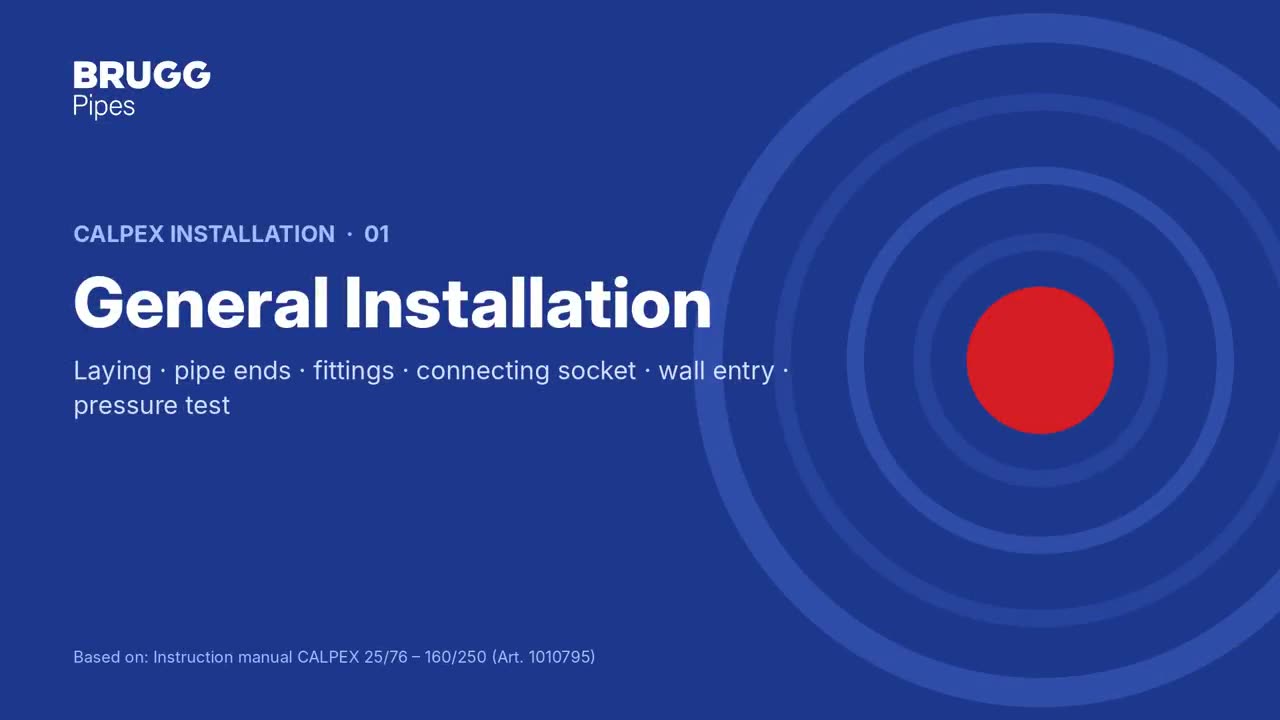 BRUGG
Pipes
CALPEX INSTALLATION · 01
General Installation
Laying · pipe ends · fittings · connecting socket · wall entry ·
pressure test
Based on: Instruction manual CALPEX 25/76 – 160/250 (Art. 1010795)